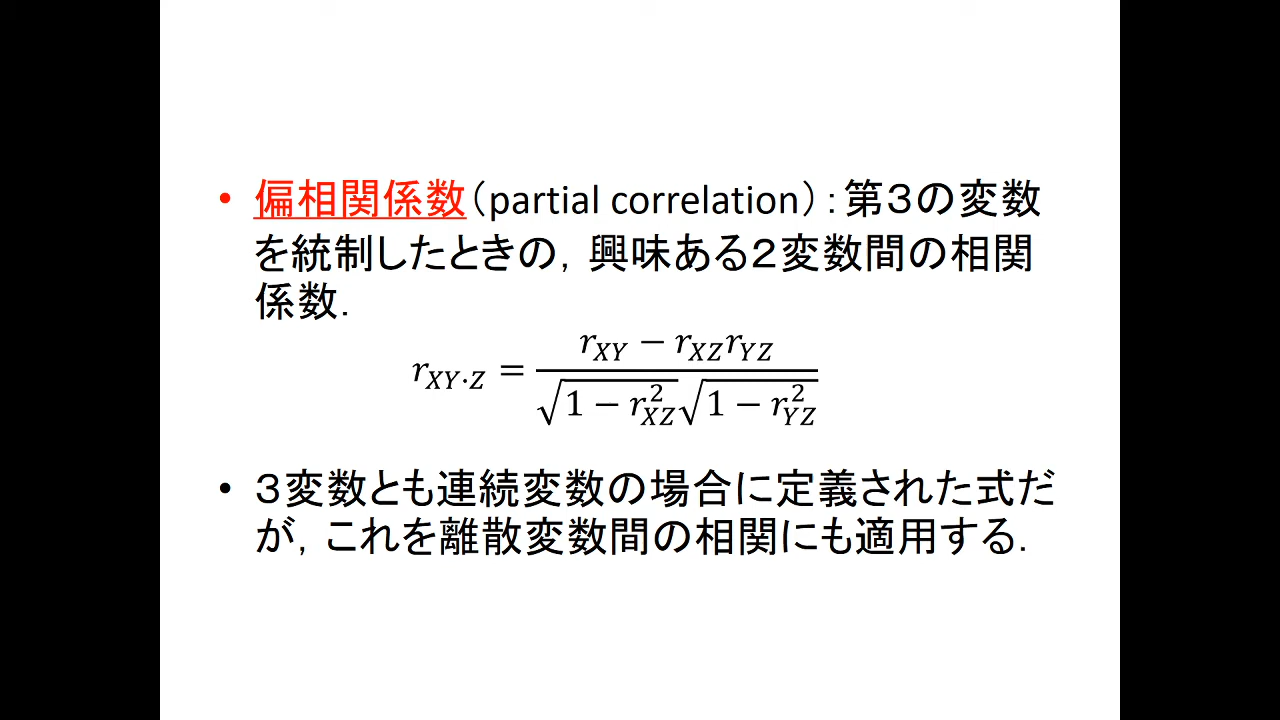 • 偏相関係数（partial correlation）：第３の変数
を統制したときの，興味ある２変数間の相関
係数．
r_{XY·Z} = \frac{r_{XY} − r_{XZ}r_{YZ}}{\sqrt{1 − r_{XZ}^2}\sqrt{1 − r_{YZ}^2}}
• ３変数とも連続変数の場合に定義された式だ
が，これを離散変数間の相関にも適用する．